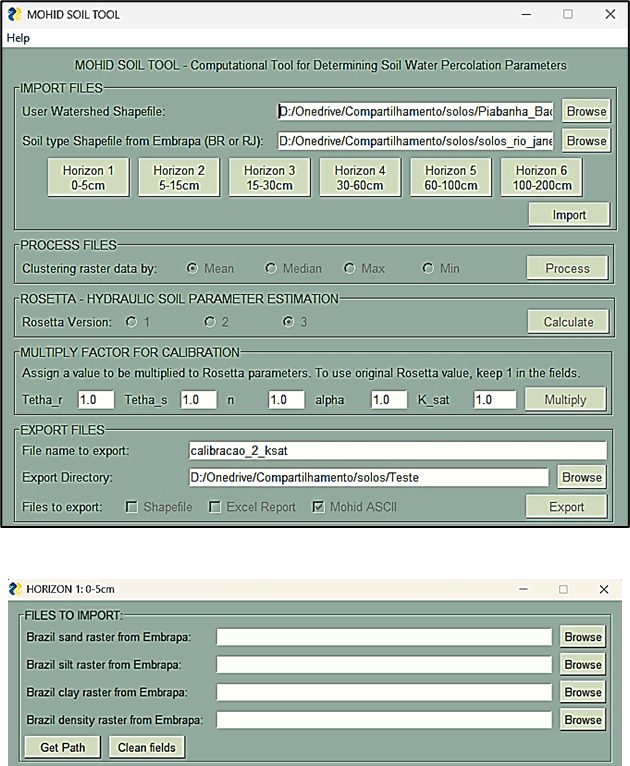 MOHID SOIL TOOL
Help
MOHID SOIL TOOL - Computational Tool for Determining Soil Water Percolation Parameters
IMPORT FILES
User Watershed Shapefile: D:/Onedrive/Compartilhamento/solos/Piabanha_Bac Browse
Soil type Shapefile from Embrapa (BR or RJ): D:/Onedrive/Compartilhamento/solos/solos_rio_jane Browse
Horizon 1 Horizon 2 Horizon 3 Horizon 4 Horizon 5 Horizon 6
0-5cm 5-15cm 15-30cm 30-60cm 60-100cm 100-200cm
Import
PROCESS FILES
Clustering raster data by: Mean Median Max Min Process
ROSETTA - HYDRAULIC SOIL PARAMETER ESTIMATION
Rosetta Version: 1 2 3 Calculate
MULTIPLY FACTOR FOR CALIBRATION
Assign a value to be multiplied to Rosetta parameters. To use original Rosetta value, keep 1 in the fields.
Tetha_r 1.0 Tetha_s 1.0 n 1.0 alpha 1.0 K_sat 1.0 Multiply
EXPORT FILES
File name to export: calibracao_2_ksat
Export Directory: D:/Onedrive/Compartilhamento/solos/Teste Browse
Files to export: Shapefile Excel Report Mohid ASCII Export
HORIZON 1: 0-5cm
FILES TO IMPORT:
Brazil sand raster from Embrapa: Browse
Brazil silt raster from Embrapa: Browse
Brazil clay raster from Embrapa: Browse
Brazil density raster from Embrapa: Browse
Get Path Clean fields